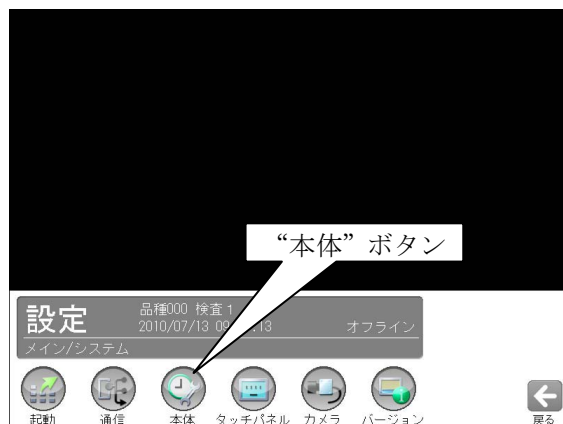 “本体”ボタン
設定
品種000 検査1
2010/07/13 09 13
オフライン
メイン/システム
起動 通信 本体 タッチパネル カメラ バージョン 戻る